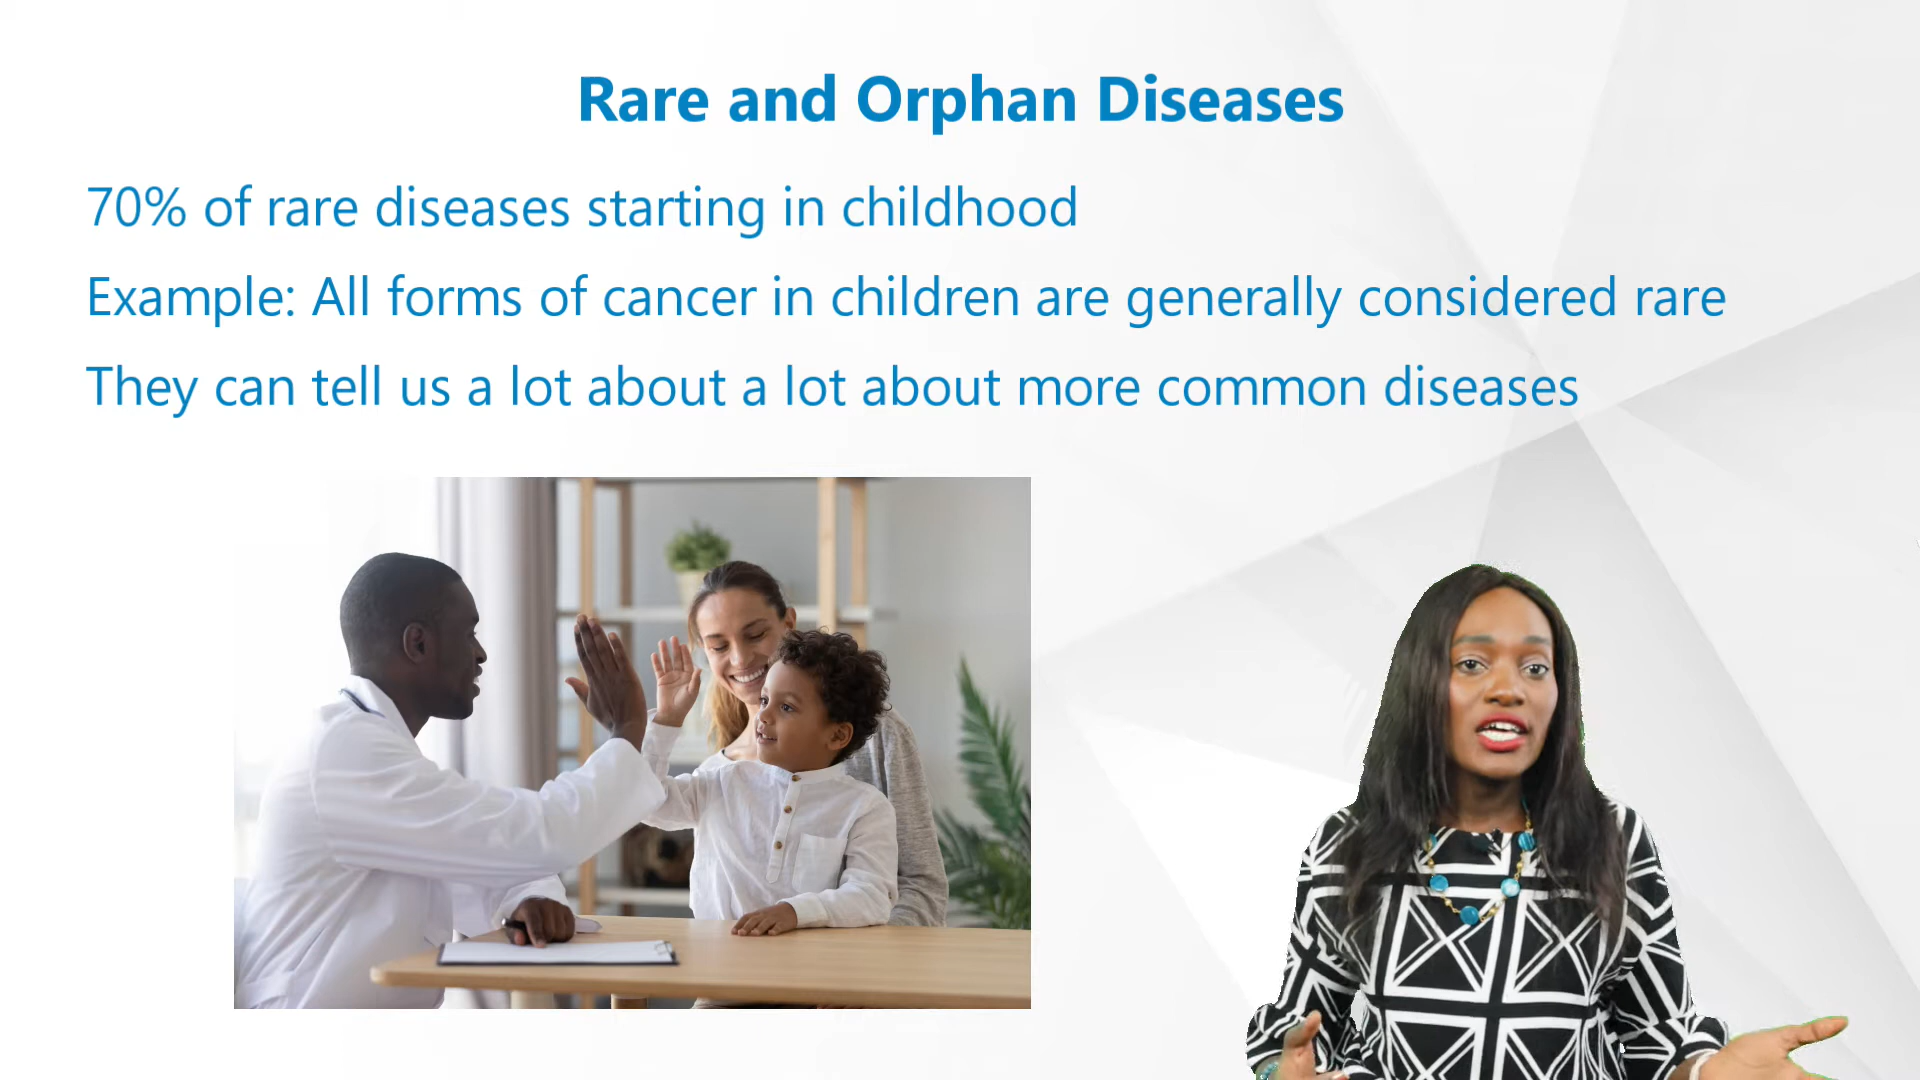 Rare and Orphan Diseases
70% of rare diseases starting in childhood
Example: All forms of cancer in children are generally considered rare
They can tell us a lot about a lot about more common diseases